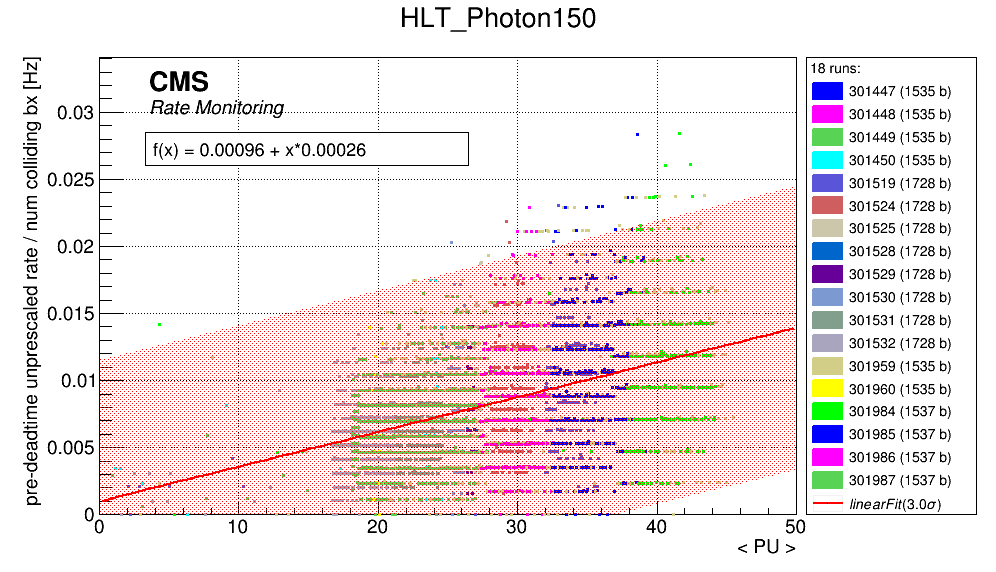 HLT_Photon150
pre-deadtime unprescaled rate / num colliding bx [Hz]
CMS
Rate Monitoring
f(x) = 0.00096 + x*0.00026
0.03
0.025
0.02
0.015
0.01
0.005
0
0 10 20 30 40 50
< PU >
18 runs:
301447 (1535 b)
301448 (1535 b)
301449 (1535 b)
301450 (1535 b)
301519 (1728 b)
301524 (1728 b)
301525 (1728 b)
301528 (1728 b)
301529 (1728 b)
301530 (1728 b)
301531 (1728 b)
301532 (1728 b)
301959 (1535 b)
301960 (1535 b)
301984 (1537 b)
301985 (1537 b)
301986 (1537 b)
301987 (1537 b)
linearFit(3.0σ)